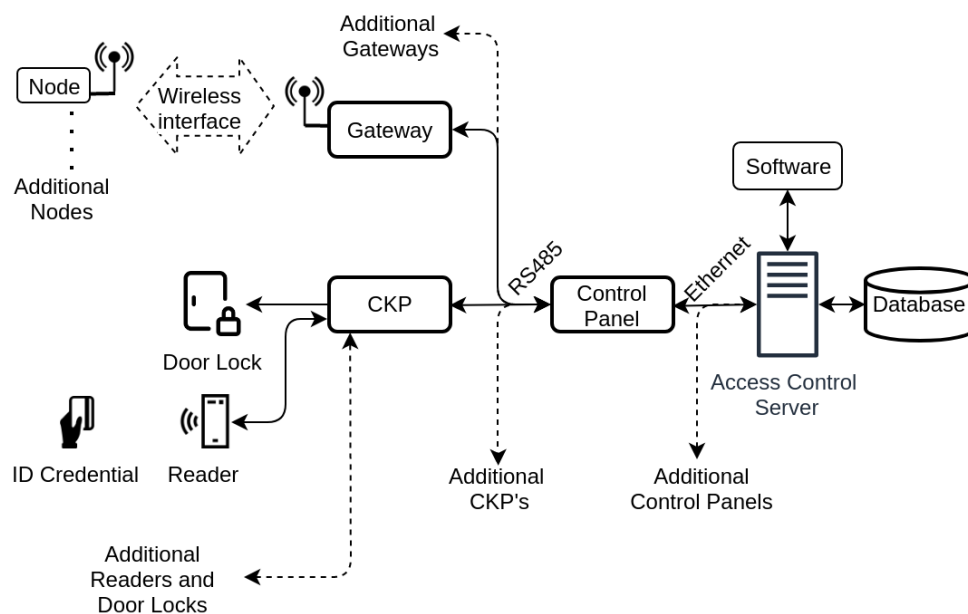 Additional
Gateways
Node
Wireless
interface
Gateway
Additional
Nodes
Software
RS485
Ethernet
CKP
Control
Panel
Database
Door Lock
Access Control
Server
ID Credential
Reader
Additional
CKP's
Additional
Control Panels
Additional
Readers and
Door Locks